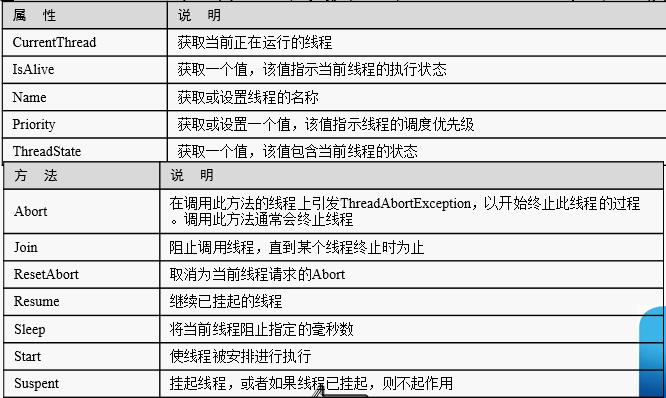 属 性 说 明
CurrentThread 获取当前正在运行的线程
IsAlive 获取一个值，该值指示当前线程的执行状态
Name 获取或设置线程的名称
Priority 获取或设置一个值，该值指示线程的调度优先级
ThreadState 获取一个值，该值包含当前线程的状态
方 法 说 明
Abort 在调用此方法的线程上引发ThreadAbortException，以开始终止此线程的过程
。调用此方法通常会终止线程
Join 阻止调用线程，直到某个线程终止时为止
ResetAbort 取消为当前线程请求的Abort
Resume 继续已挂起的线程
Sleep 将当前线程阻止指定的毫秒数
Start 使线程被安排进行执行
Suspent 挂起线程，或者如果线程已挂起，则不起作用